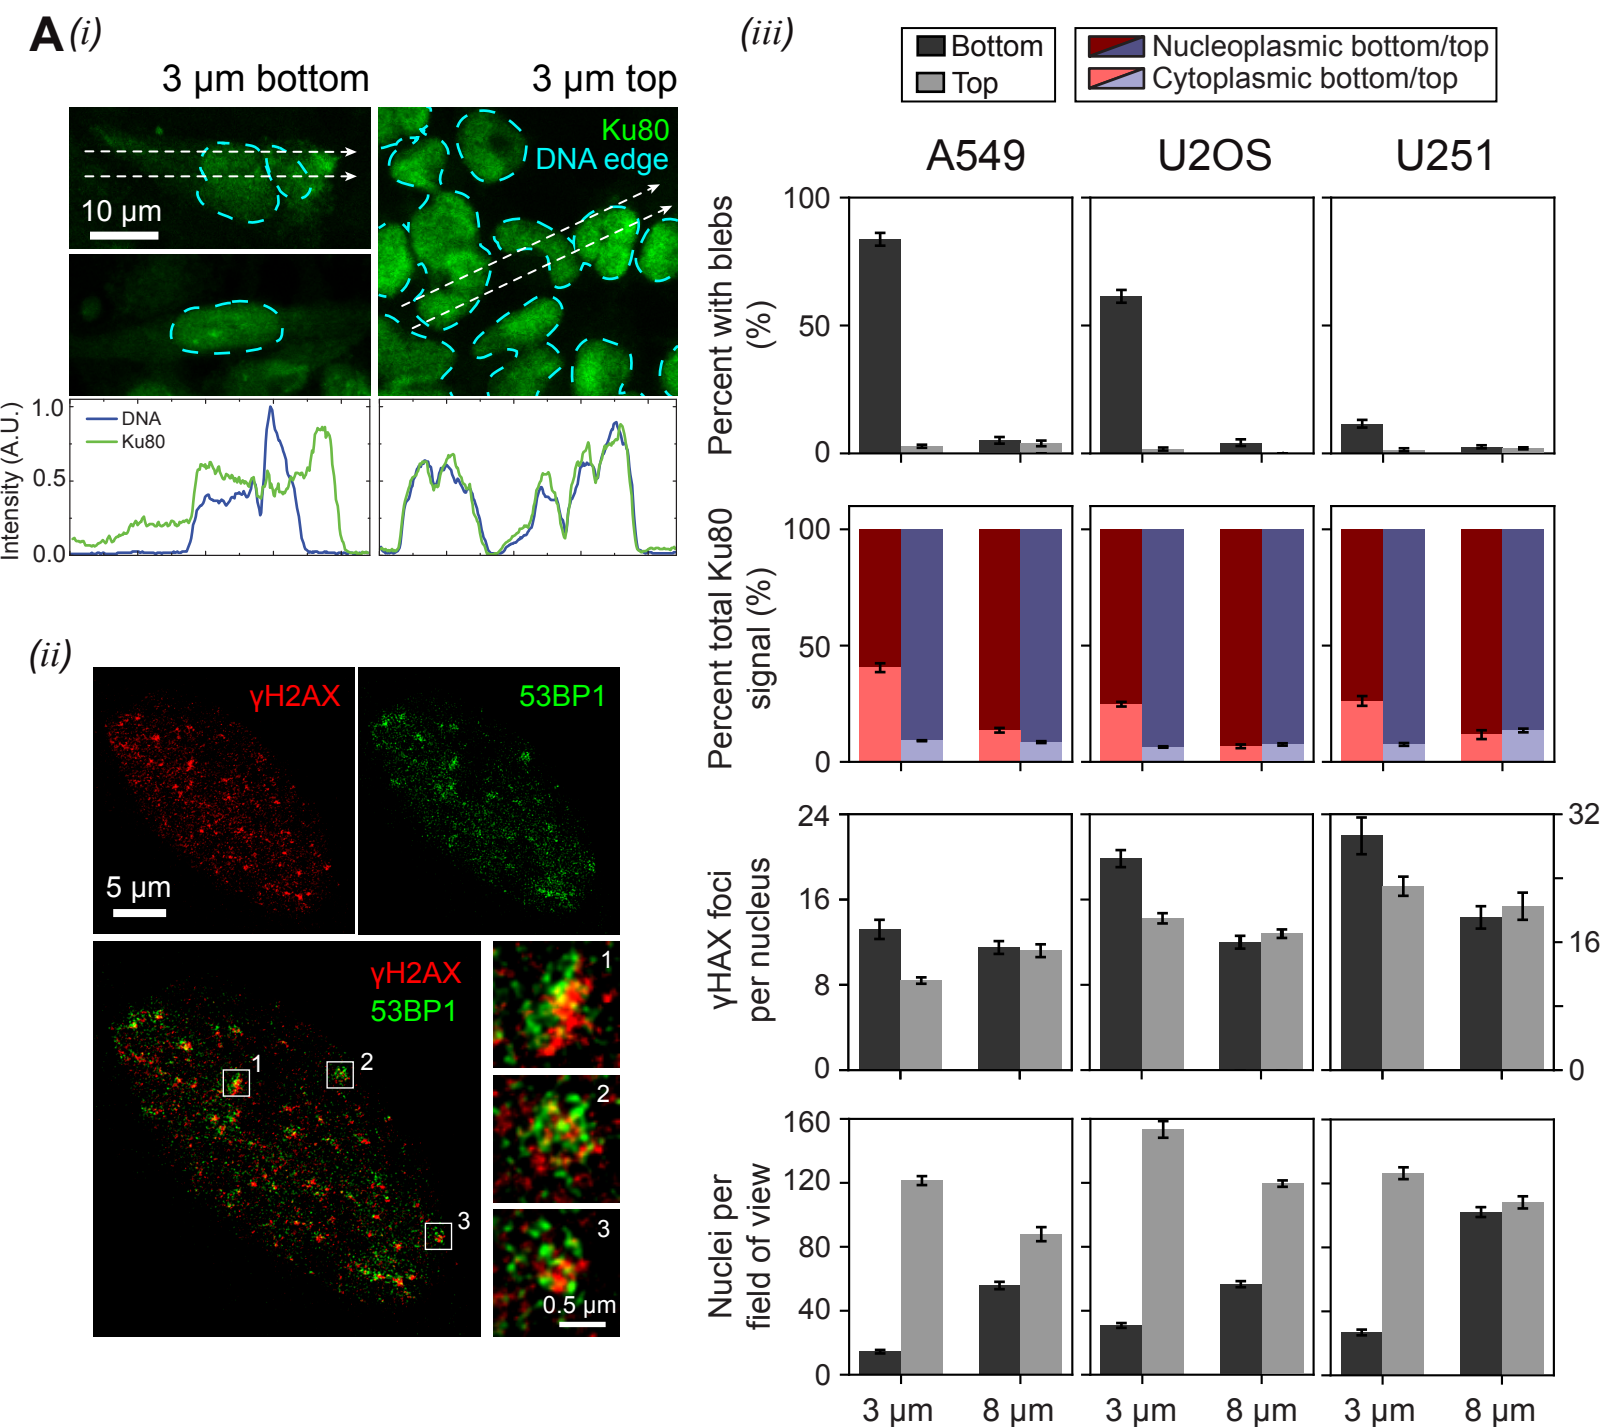 A (i)
3 µm bottom
3 µm top
Ku80
DNA edge
10 µm
Intensity (A.U.)
1.0
0.5
0.0
DNA
Ku80
(ii)
γH2AX
53BP1
5 µm
γH2AX
53BP1
1
2
3
1
2
3
0.5 µm
(iii)
Bottom
Top
Nucleoplasmic bottom/top
Cytoplasmic bottom/top
A549
U2OS
U251
Percent with blebs
(%)
100
50
0
Percent total Ku80
signal (%)
100
50
0
γHAX foci
per nucleus
24
16
8
0
32
16
0
Nuclei per
field of view
160
120
80
40
0
3 µm 8 µm 3 µm 8 µm 3 µm 8 µm